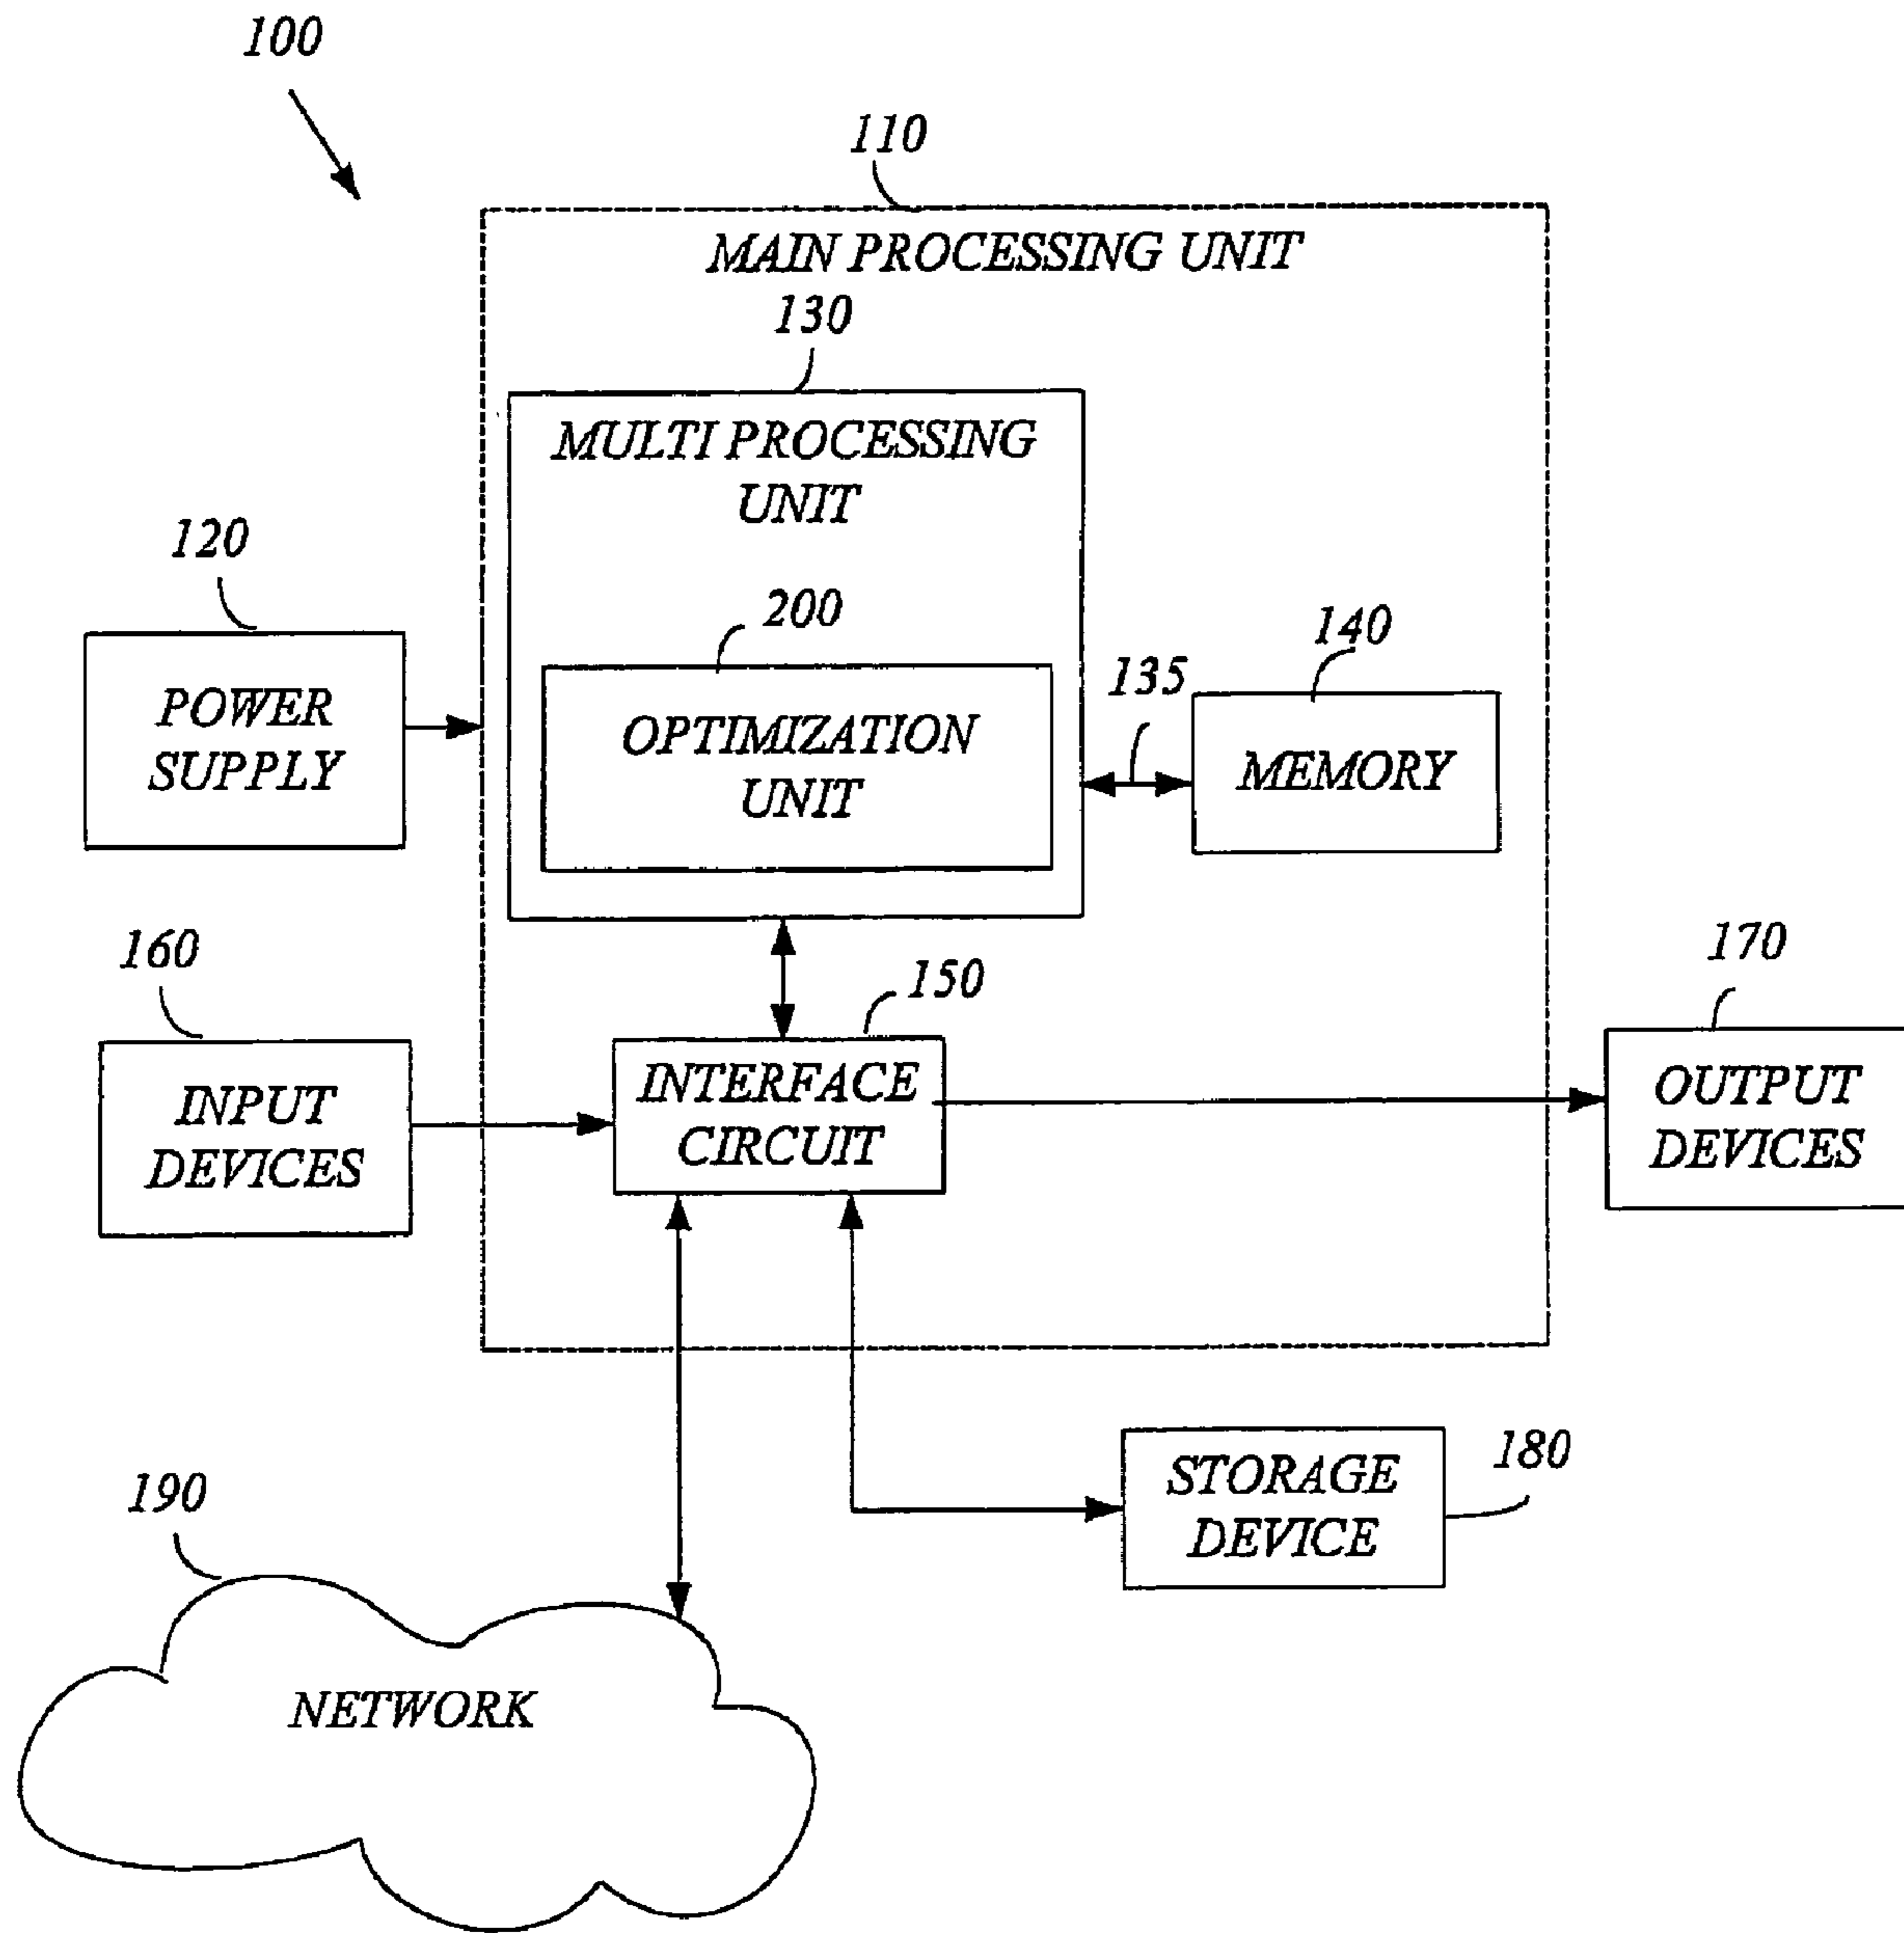 100
110
MAIN PROCESSING UNIT
130
MULTI PROCESSING
UNIT
120
POWER
SUPPLY
200
OPTIMIZATION
UNIT
135
140
MEMORY
160
INPUT
DEVICES
150
INTERFACE
CIRCUIT
170
OUTPUT
DEVICES
180
STORAGE
DEVICE
190
NETWORK